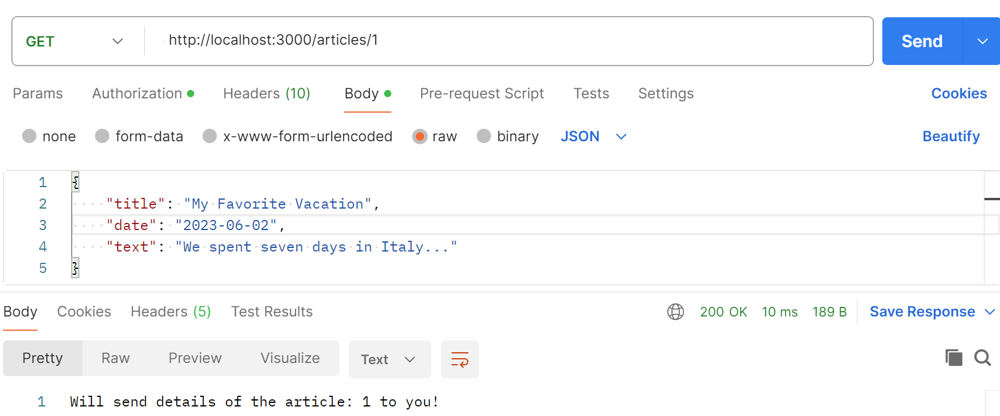 GET http://localhost:3000/articles/1 Send
Params Authorization Headers (10) Body Pre-request Script Tests Settings Cookies
none form-data x-www-form-urlencoded raw binary JSON Beautify
1 {
2 "title": "My Favorite Vacation",
3 "date": "2023-06-02",
4 "text": "We spent seven days in Italy..."
5 }
Body Cookies Headers (5) Test Results 200 OK 10 ms 189 B Save Response
Pretty Raw Preview Visualize Text
1 Will send details of the article: 1 to you!